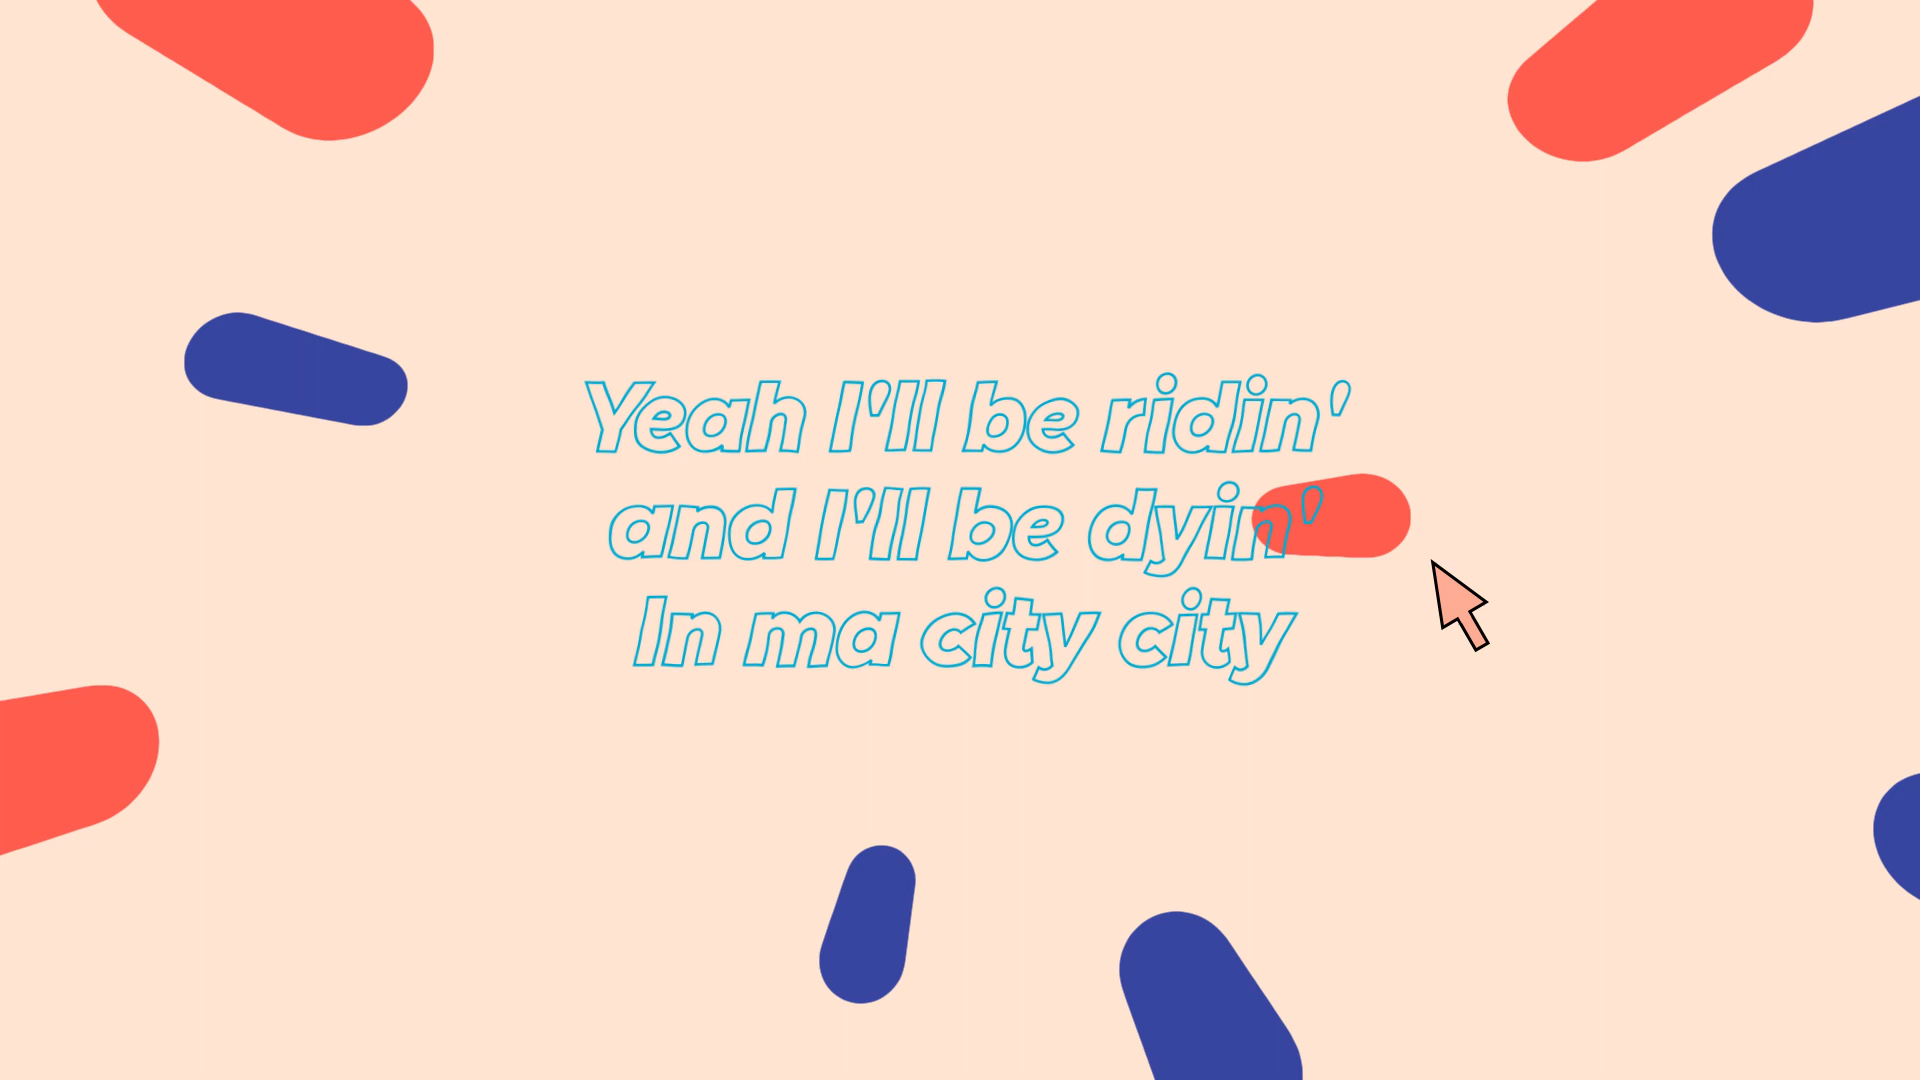 Yeah I'll be ridin'
and I'll be dyin'
In ma city city